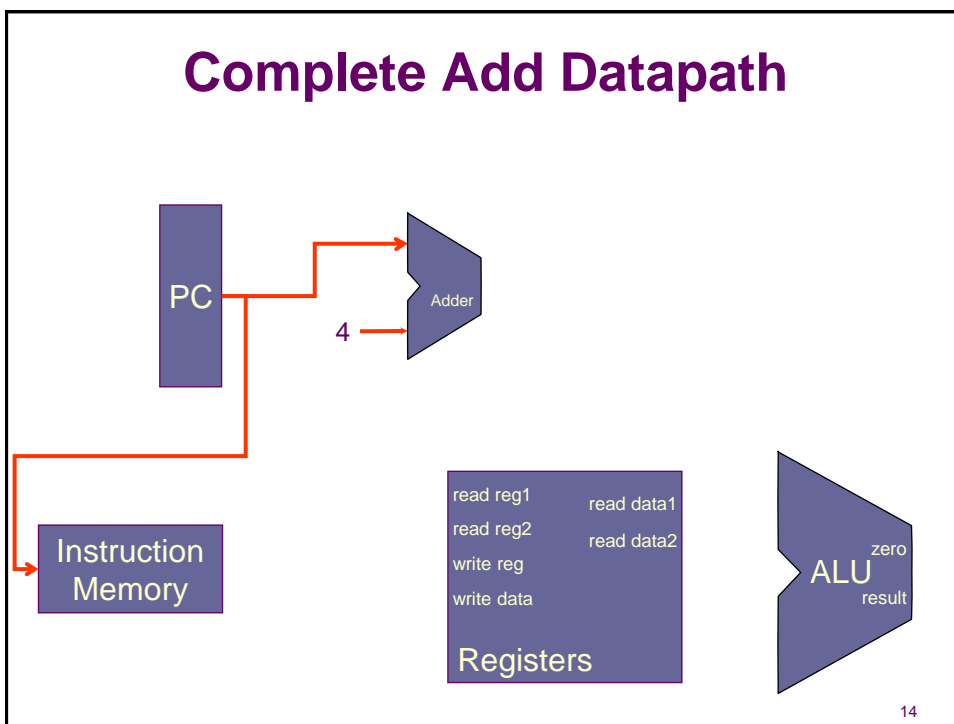 Complete Add Datapath
PC
Adder
4
Instruction
Memory
read reg1
read reg2
write reg
write data
read data1
read data2
Registers
zero
ALU
result
14